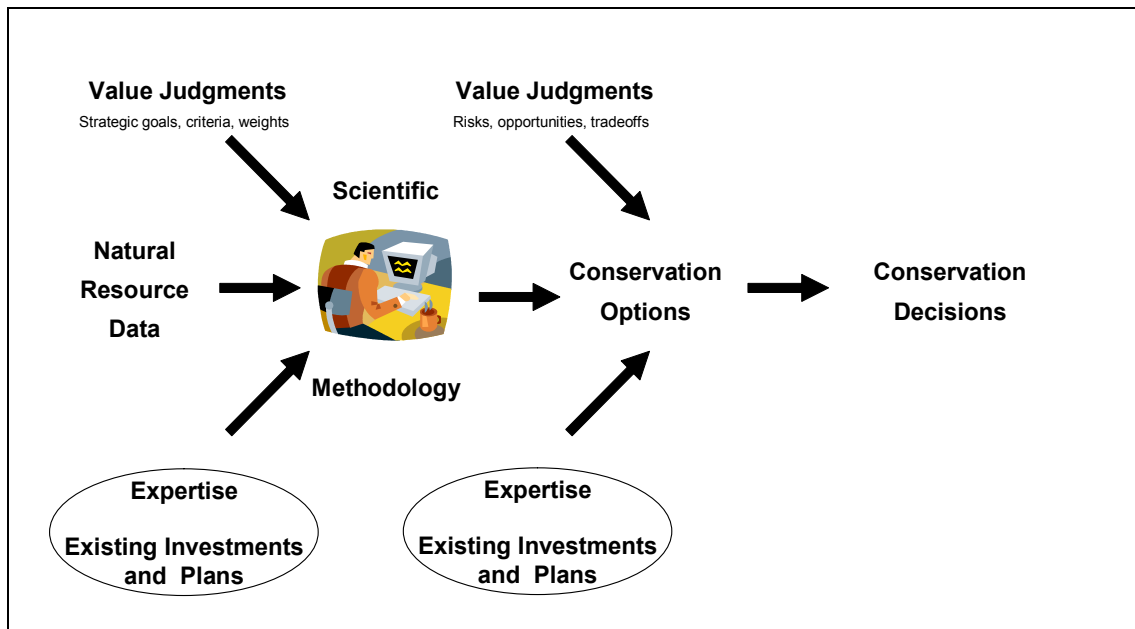 Value Judgments
Strategic goals, criteria, weights
Value Judgments
Risks, opportunities, tradeoffs
Scientific
Natural
Resource
Data
Methodology
Conservation
Options
Conservation
Decisions
Expertise
Existing Investments
and Plans
Expertise
Existing Investments
and Plans